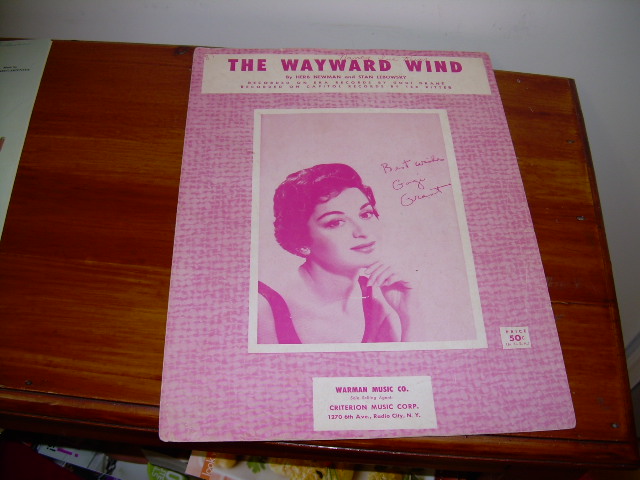 THE WAYWARD WIND
by HERB NEWMAN and STAN LEBOWSKY
RECORDED ON ERA RECORDS BY GOGI GRANT
RECORDED ON CAPITOL RECORDS BY TEX RITTER
Best wishes
Gogi
Grant
PRICE
50¢
IN U.S.A.
WARMAN MUSIC CO.
Sole Selling Agent:
CRITERION MUSIC CORP.
1270 6th Ave., Radio City, N. Y.